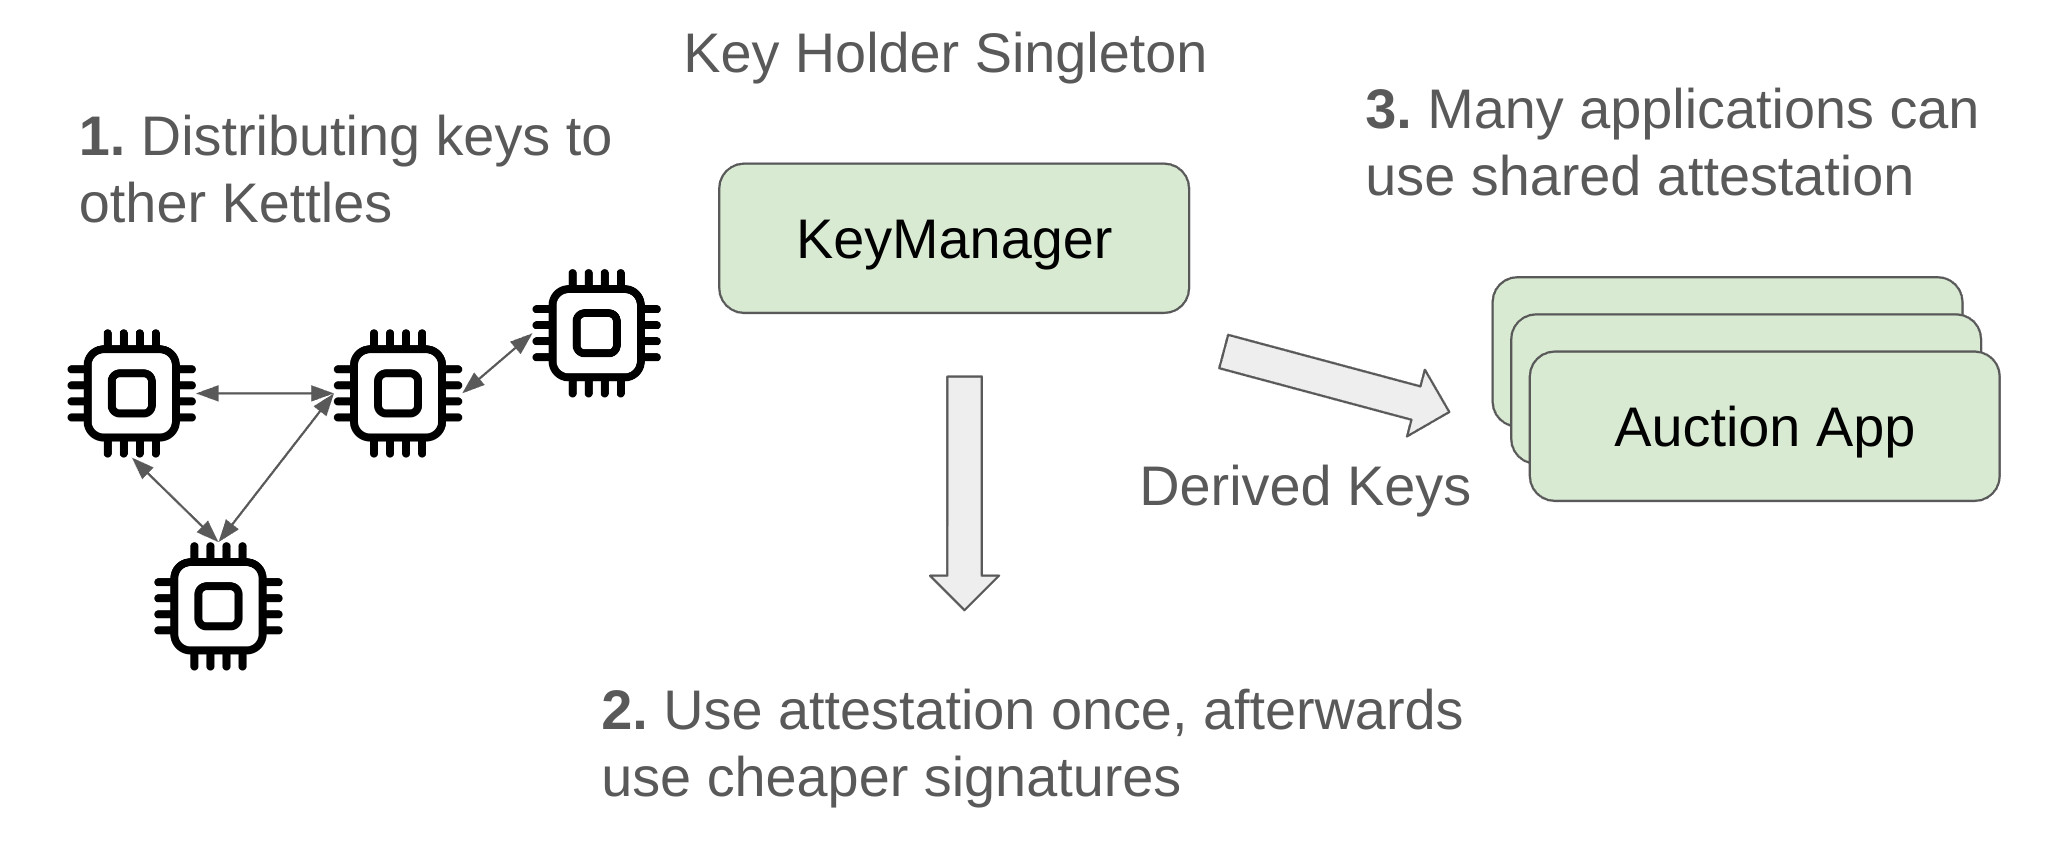 Key Holder Singleton
1. Distributing keys to
other Kettles
KeyManager
3. Many applications can
use shared attestation
Auction App
Derived Keys
2. Use attestation once, afterwards
use cheaper signatures